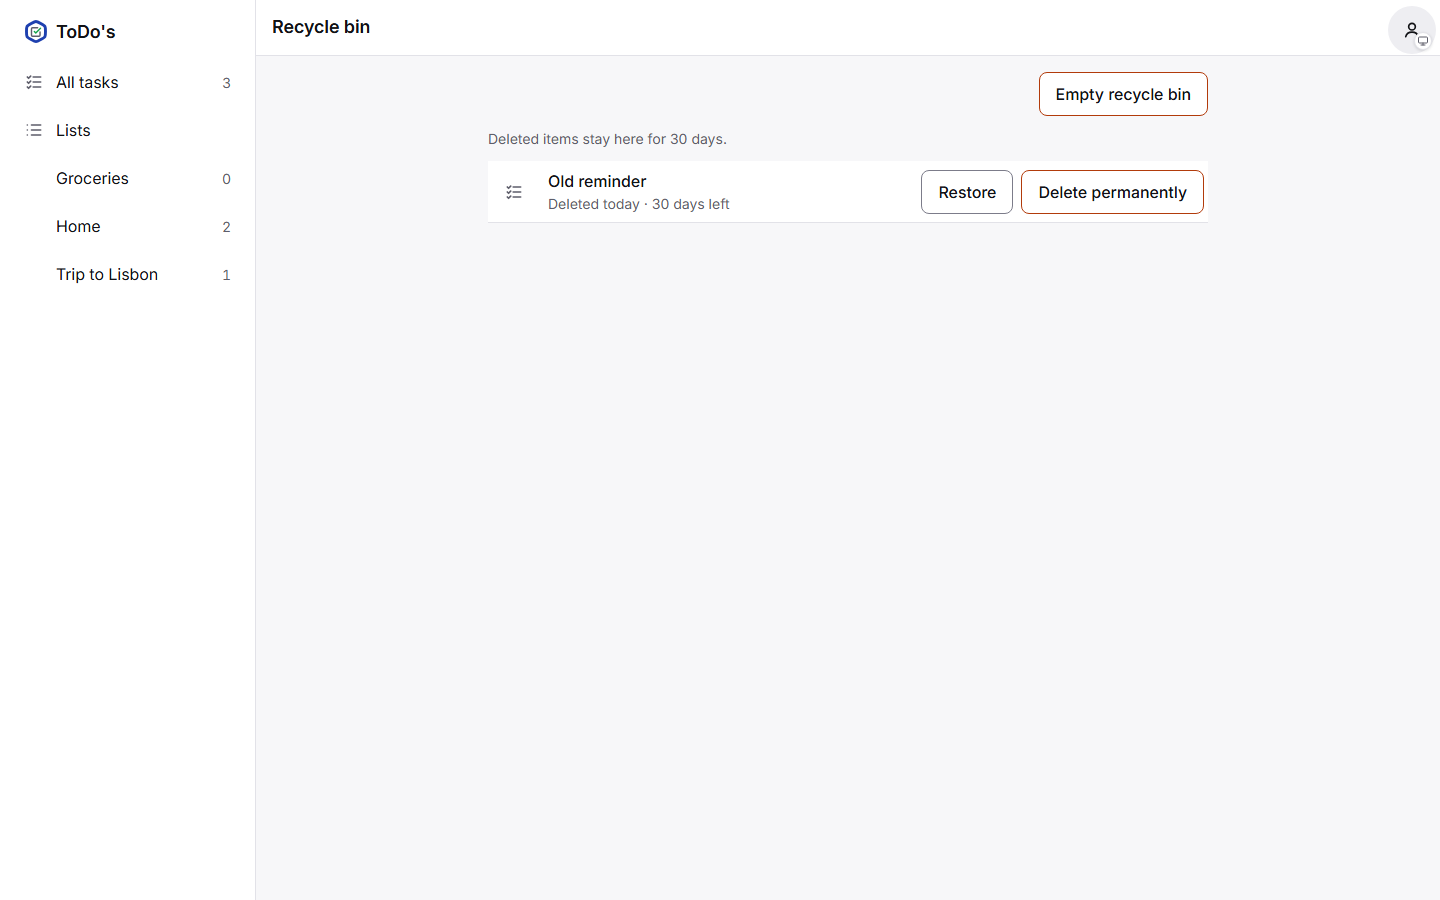 ToDo's
Recycle bin
All tasks 3
Lists
Groceries 0
Home 2
Trip to Lisbon 1
Empty recycle bin
Deleted items stay here for 30 days.
Old reminder
Deleted today · 30 days left
Restore
Delete permanently